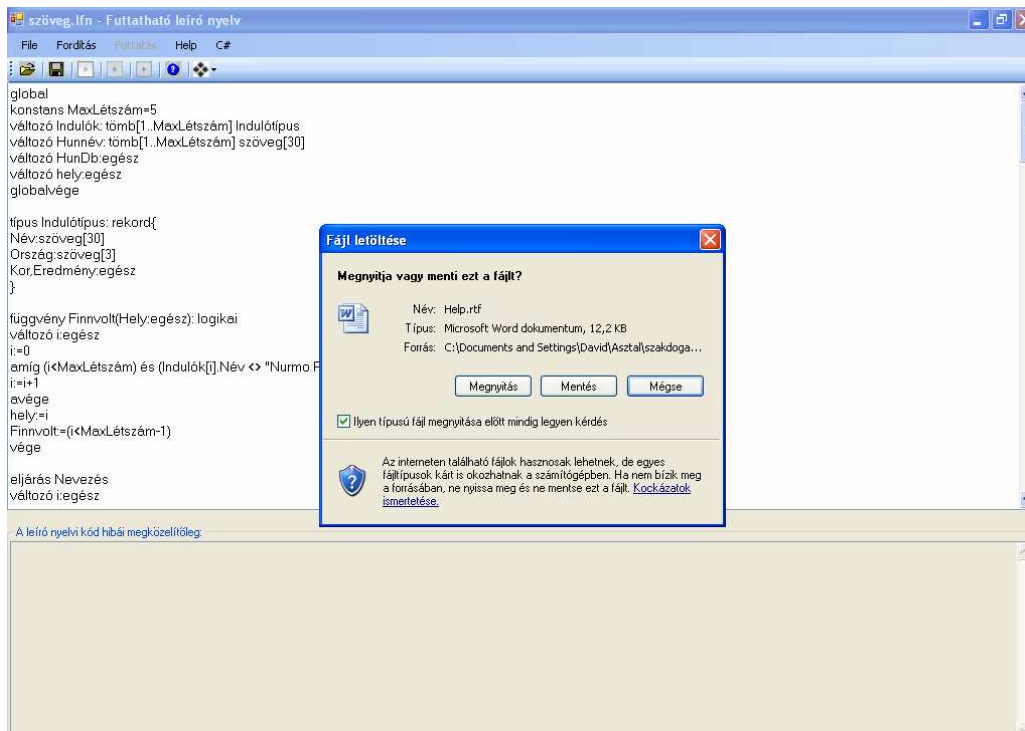 szöveg.lfn - Futtatható leíró nyelv
File Fordítás Futtatás Help C#
global
konstans MaxLétszám=5
változó Indulók: tömb[1..MaxLétszám] Indulótípus
változó Hunnév: tömb[1..MaxLétszám] szöveg[30]
változó HunDb:egész
változó hely:egész
globalvége
típus Indulótípus: rekord{
Név:szöveg[30]
Ország:szöveg[3]
Kor,Eredmény:egész
}
függvény Finnvolt(Hely:egész): logikai
változó i:egész
i:=0
amíg (i<MaxLétszám) és (Indulók[i].Név <> "Nurmo
i:=i+1
avége
hely:=i
Finnvolt:=(i<MaxLétszám-1)
vége
eljárás Nevezés
változó i:egész
Fájl letöltése
Megnyitja vagy menti ezt a fájlt?
Név: Help.rtf
Típus: Microsoft Word dokumentum, 12,2 KB
Forrás: C:\Documents and Settings\David\Asztal\szakdoga...
Megnyitás Mentés Mégse
Ilyen típusú fájl megnyitása előtt mindig legyen kérdés
Az interneten található fájlok hasznosak lehetnek, de egyes
fájltípusok kárt is okozhatnak a számítógépben. Ha nem bízik meg
a forrásában, ne nyissa meg és ne mentse ezt a fájlt. Kockázatok
ismertetése.
A leíró nyelvi kód hibái megközelítőleg: